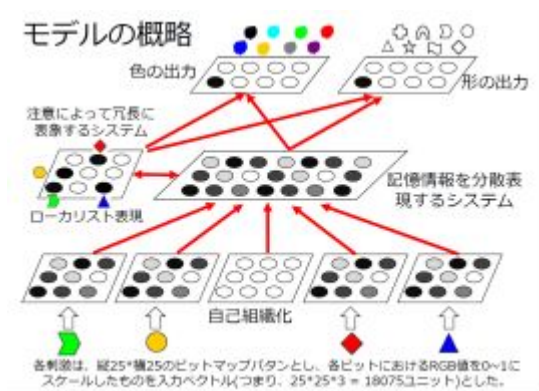 モデルの概略
色の出力
形の出力
注意によって冗長に
表象するシステム
ローカリスト表現
記憶情報を分散表
現するシステム
自己組織化
各刺激は、縦25*横25のビットマップパタンとし、各ビットにおけるRGB値を0~1に
スケールしたものを入力ベクトル(つまり、25*25*3 = 18075ユニット)とした。